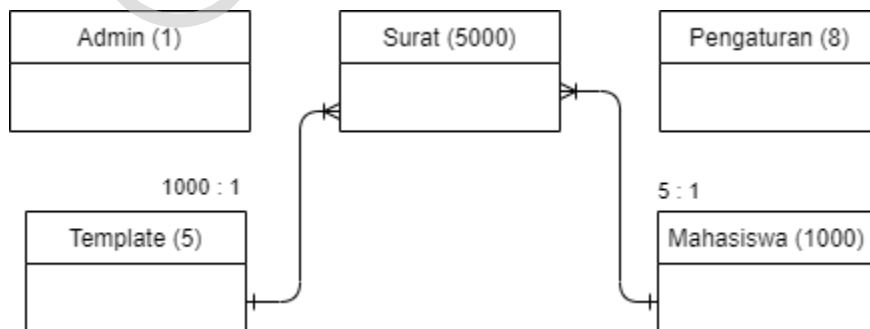 Admin (1)
Surat (5000)
Pengaturan (8)
1000 : 1
5 : 1
Template (5)
Mahasiswa (1000)